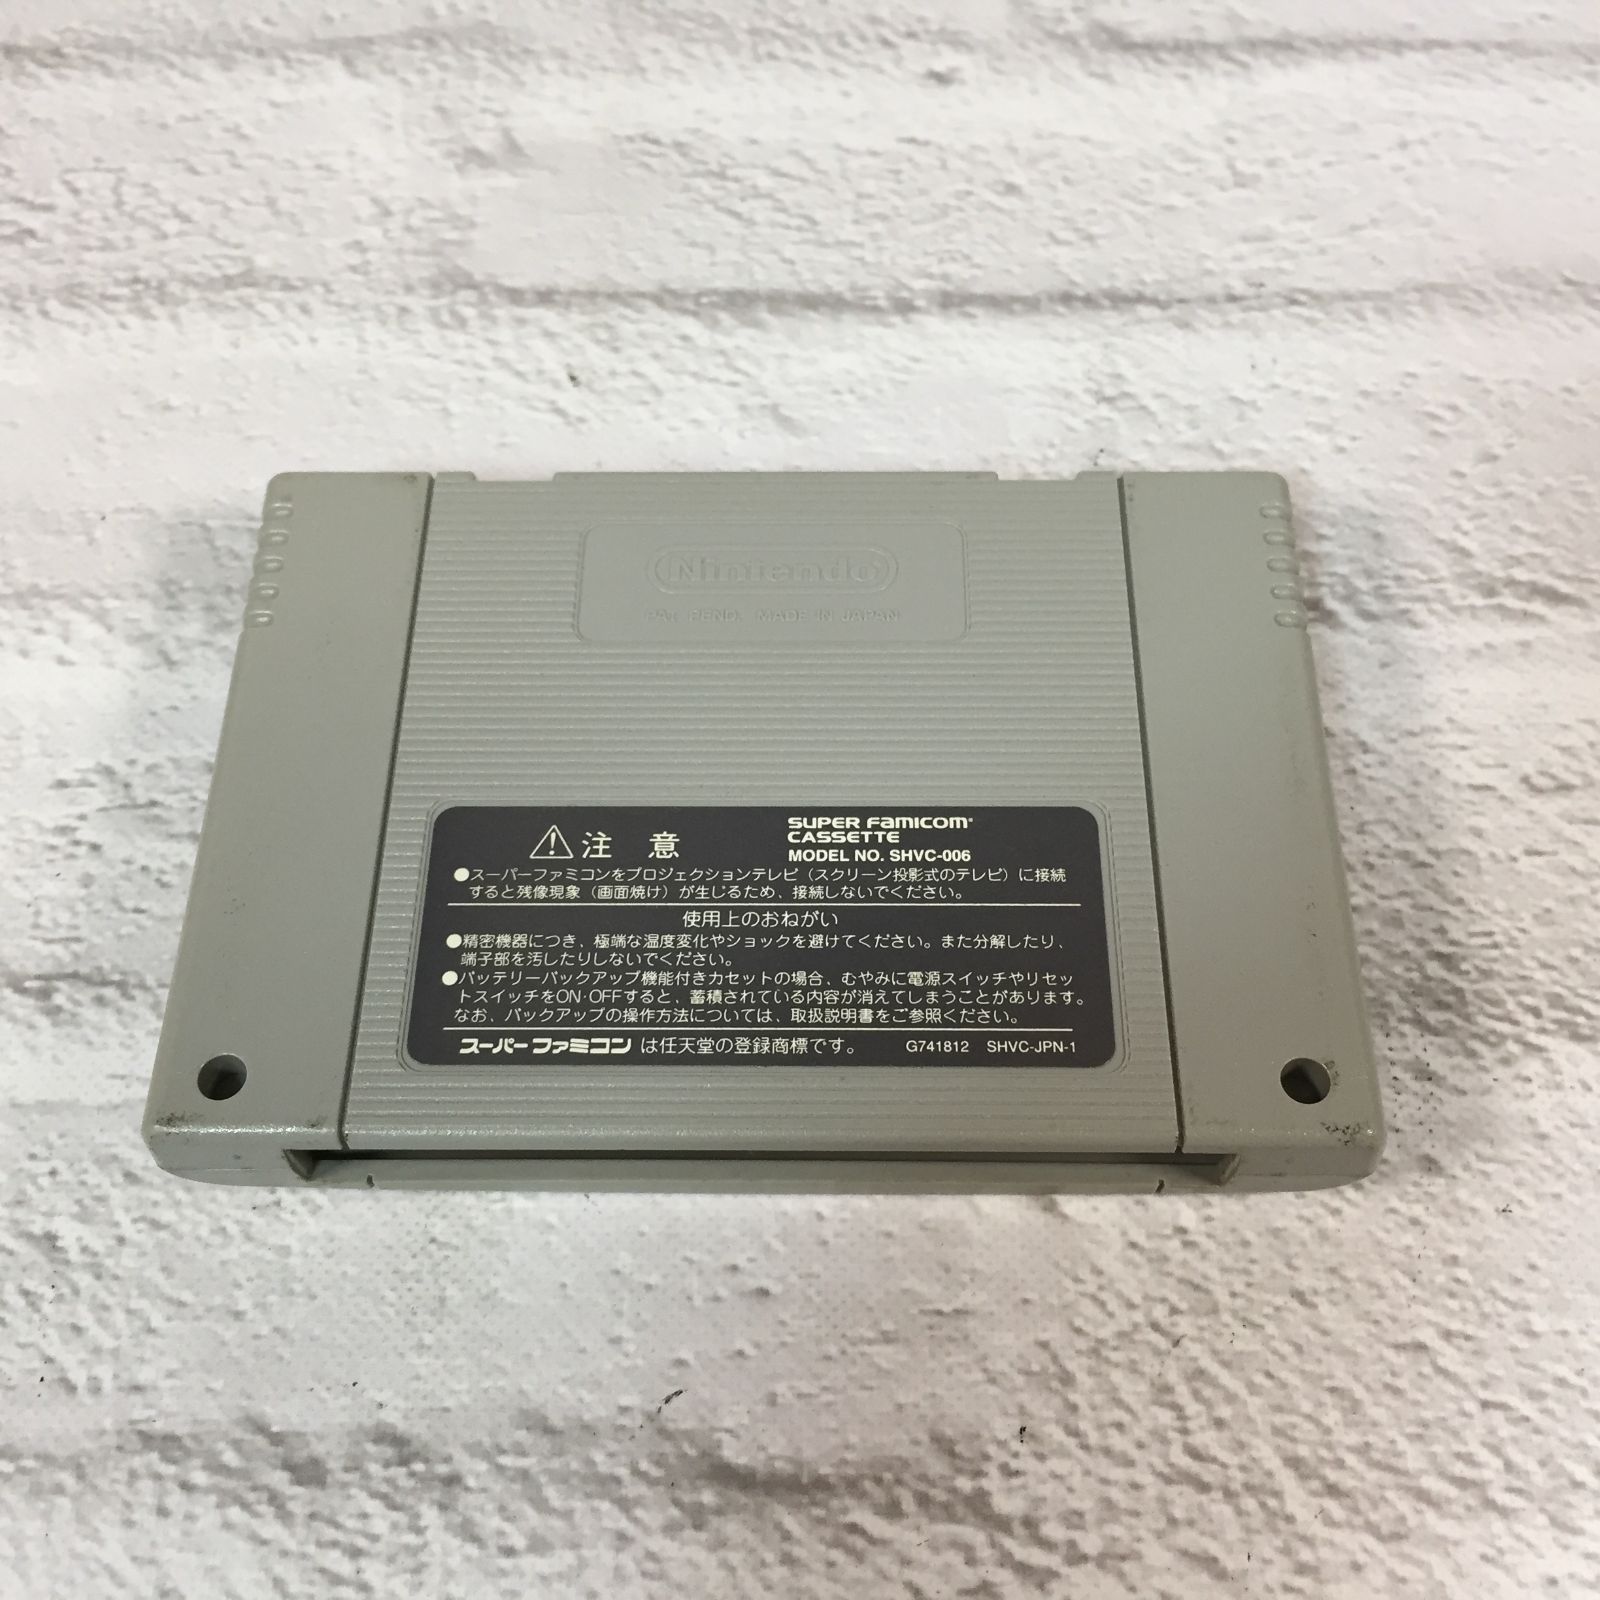 Nintendo
PAT. PEND. MADE IN JAPAN
⚠注 意
SUPER FAMICOM®
CASSETTE
MODEL NO. SHVC-006
●スーパーファミコンをプロジェクションテレビ（スクリーン投影式のテレビ）に接続
すると残像現象（画面焼け）が生じるため、接続しないでください。
使用上のおねがい
●精密機器につき、極端な温度変化やショックを避けてください。また分解したり、
端子部を汚したりしないでください。
●バッテリーバックアップ機能付きカセットの場合、むやみに電源スイッチやリセッ
トスイッチをON·OFFすると、蓄積されている内容が消えてしまうことがあります。
なお、バックアップの操作方法については、取扱説明書をご参照ください。
スーパーファミコン は任天堂の登録商標です。 G741812 SHVC-JPN-1